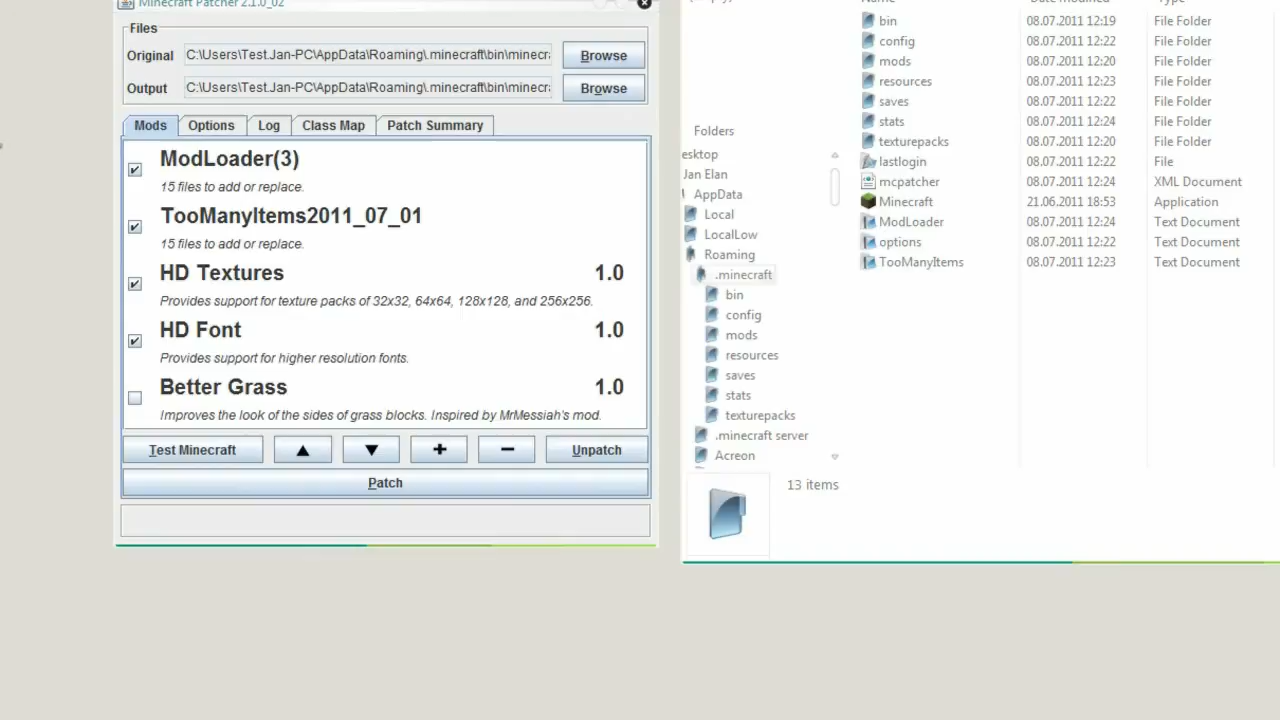 Minecraft Patcher 2.1.0_02
Files
Original C:\Users\Test.Jan-PC\AppData\Roaming\.minecraft\bin\minecr Browse
Output C:\Users\Test.Jan-PC\AppData\Roaming\.minecraft\bin\minecr Browse
Mods Options Log Class Map Patch Summary
ModLoader(3)
15 files to add or replace.
TooManyItems2011_07_01
15 files to add or replace.
HD Textures 1.0
Provides support for texture packs of 32x32, 64x64, 128x128, and 256x256.
HD Font 1.0
Provides support for higher resolution fonts.
Better Grass 1.0
Improves the look of the sides of grass blocks. Inspired by MrMessiah's mod.
Test Minecraft ▲ ▼ + − Unpatch
Patch
Folders
esktop
Jan Elan
AppData
Local
LocalLow
Roaming
.minecraft
bin
config
mods
resources
saves
stats
texturepacks
.minecraft server
Acreon
Name Date modified Type
bin 08.07.2011 12:19 File Folder
config 08.07.2011 12:22 File Folder
mods 08.07.2011 12:20 File Folder
resources 08.07.2011 12:23 File Folder
saves 08.07.2011 12:22 File Folder
stats 08.07.2011 12:24 File Folder
texturepacks 08.07.2011 12:20 File Folder
lastlogin 08.07.2011 12:22 File
mcpatcher 08.07.2011 12:24 XML Document
Minecraft 21.06.2011 18:53 Application
ModLoader 08.07.2011 12:24 Text Document
options 08.07.2011 12:22 Text Document
TooManyItems 08.07.2011 12:23 Text Document
13 items